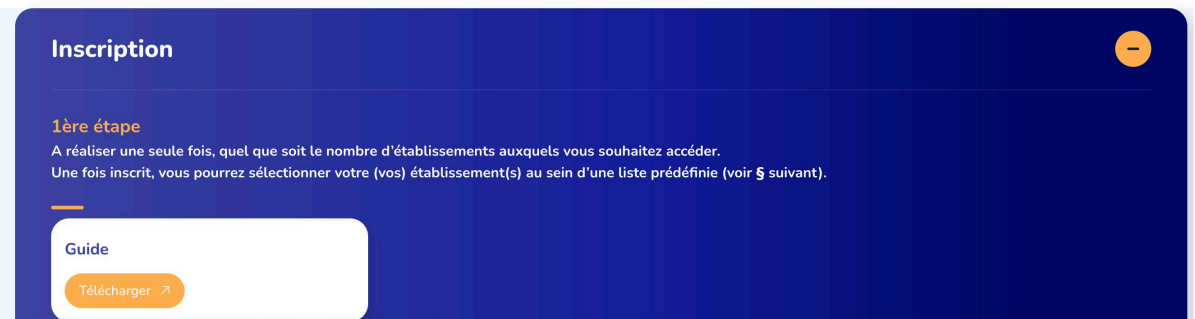 Inscription
1ère étape
A réaliser une seule fois, quel que soit le nombre d’établissements auxquels vous souhaitez accéder.
Une fois inscrit, vous pourrez sélectionner votre (vos) établissement(s) au sein d’une liste prédéfinie (voir § suivant).
Guide
Télécharger